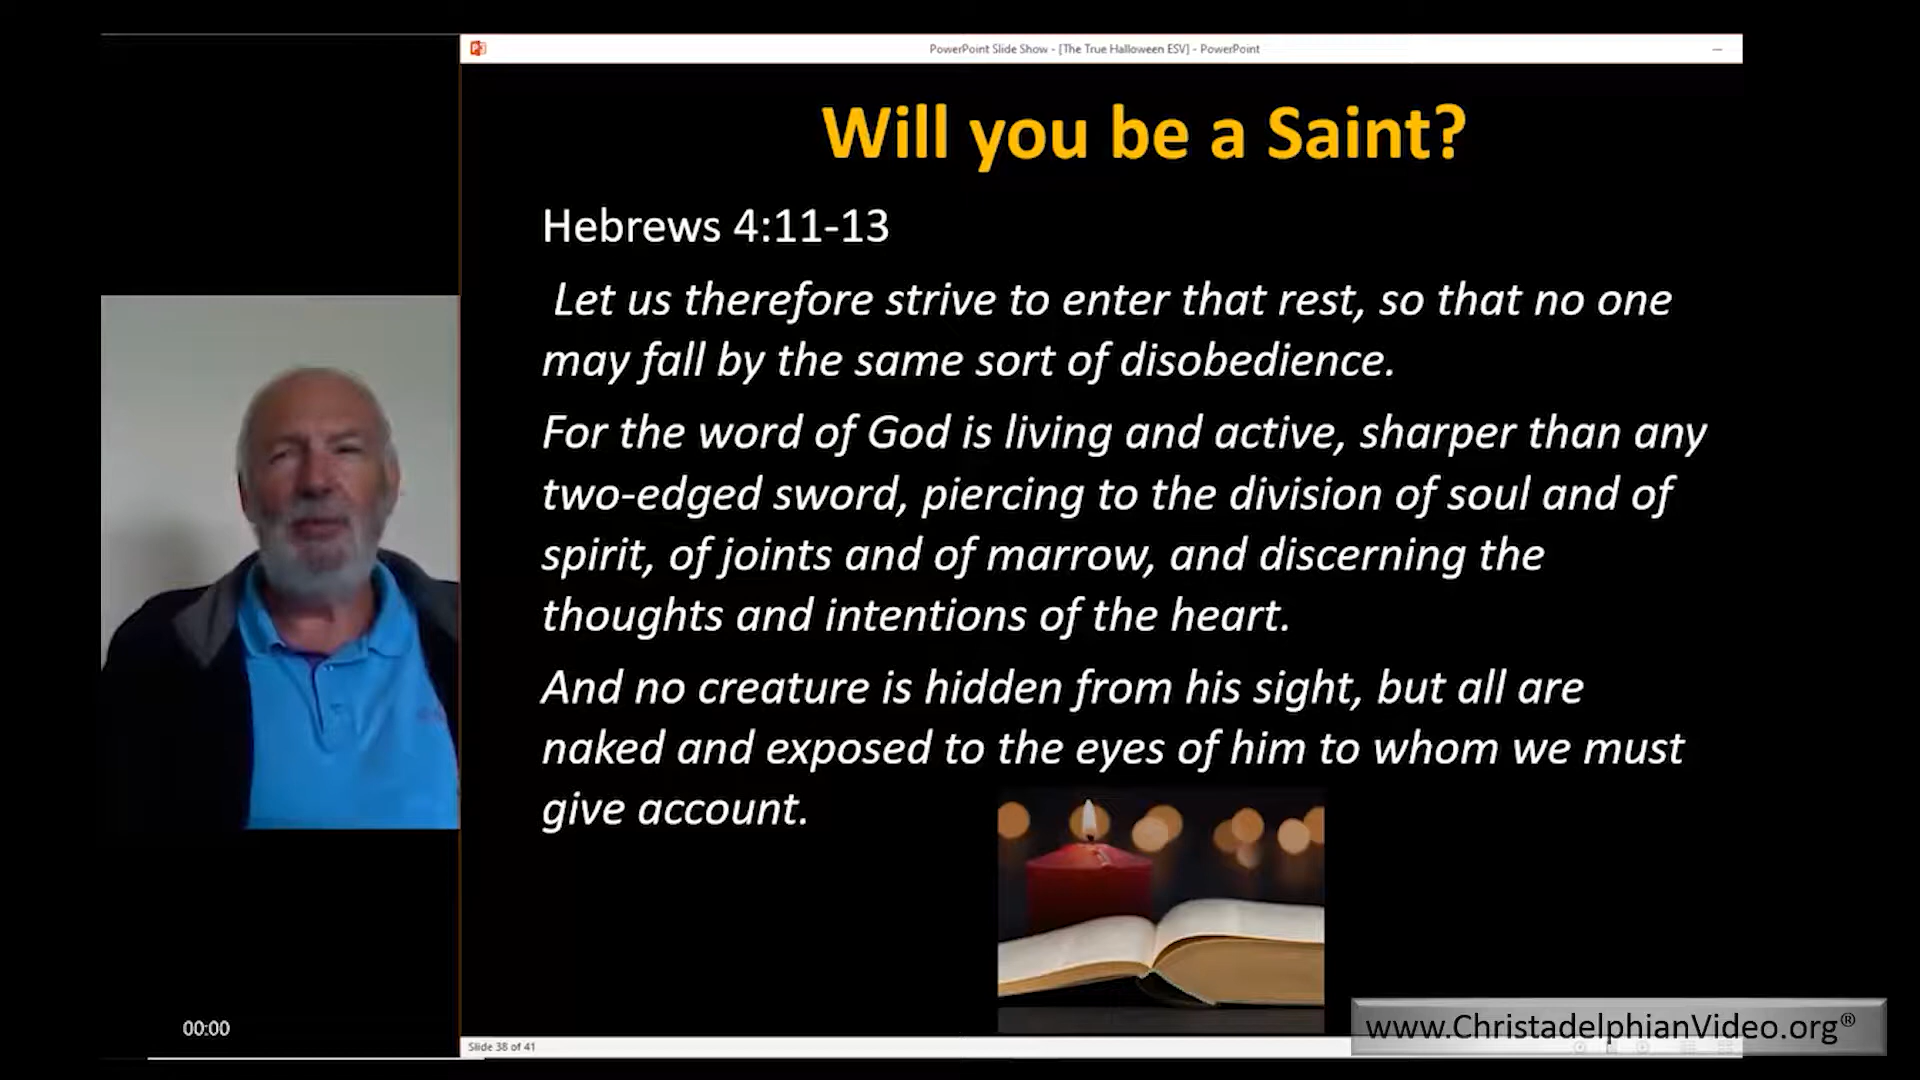 PowerPoint Slide Show - [The True Halloween ESV] - PowerPoint
Will you be a Saint?
Hebrews 4:11-13
Let us therefore strive to enter that rest, so that no one
may fall by the same sort of disobedience.
For the word of God is living and active, sharper than any
two-edged sword, piercing to the division of soul and of
spirit, of joints and of marrow, and discerning the
thoughts and intentions of the heart.
And no creature is hidden from his sight, but all are
naked and exposed to the eyes of him to whom we must
give account.
00:00
www.ChristadelphianVideo.org®
Slide 38 of 41